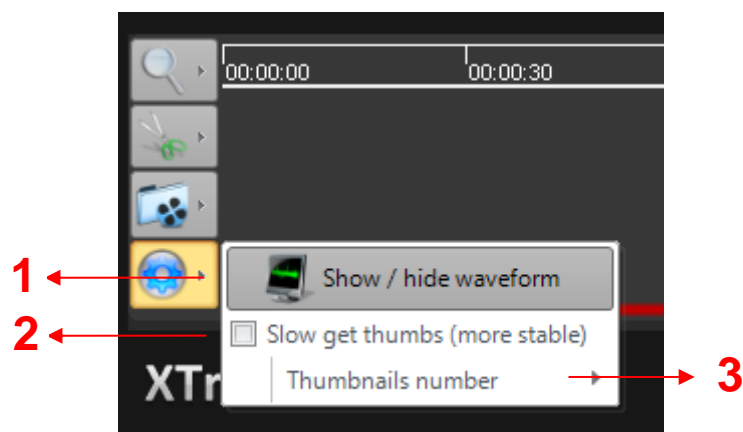 00:00:00 00:00:30
1 Show / hide waveform
2 Slow get thumbs (more stable)
XTr Thumbnails number 3